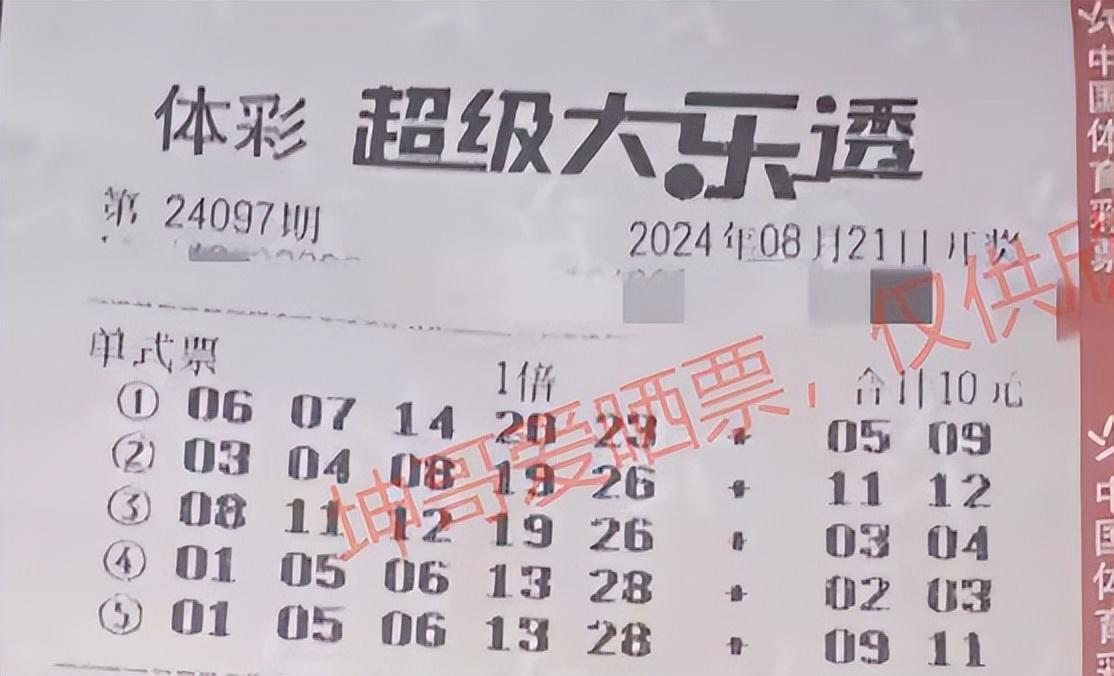 体彩 超级大乐透
第 24097期
2024年08月21日开奖
单式票 1倍 合计10元
① 06 07 14 20 23 + 05 09
② 03 04 08 19 26 + 11 12
③ 08 11 12 19 26 + 03 04
④ 01 05 06 13 28 + 02 03
⑤ 01 05 06 13 28 + 09 11
坤哥爱晒票,仅供
中国体育彩票
中国体育彩